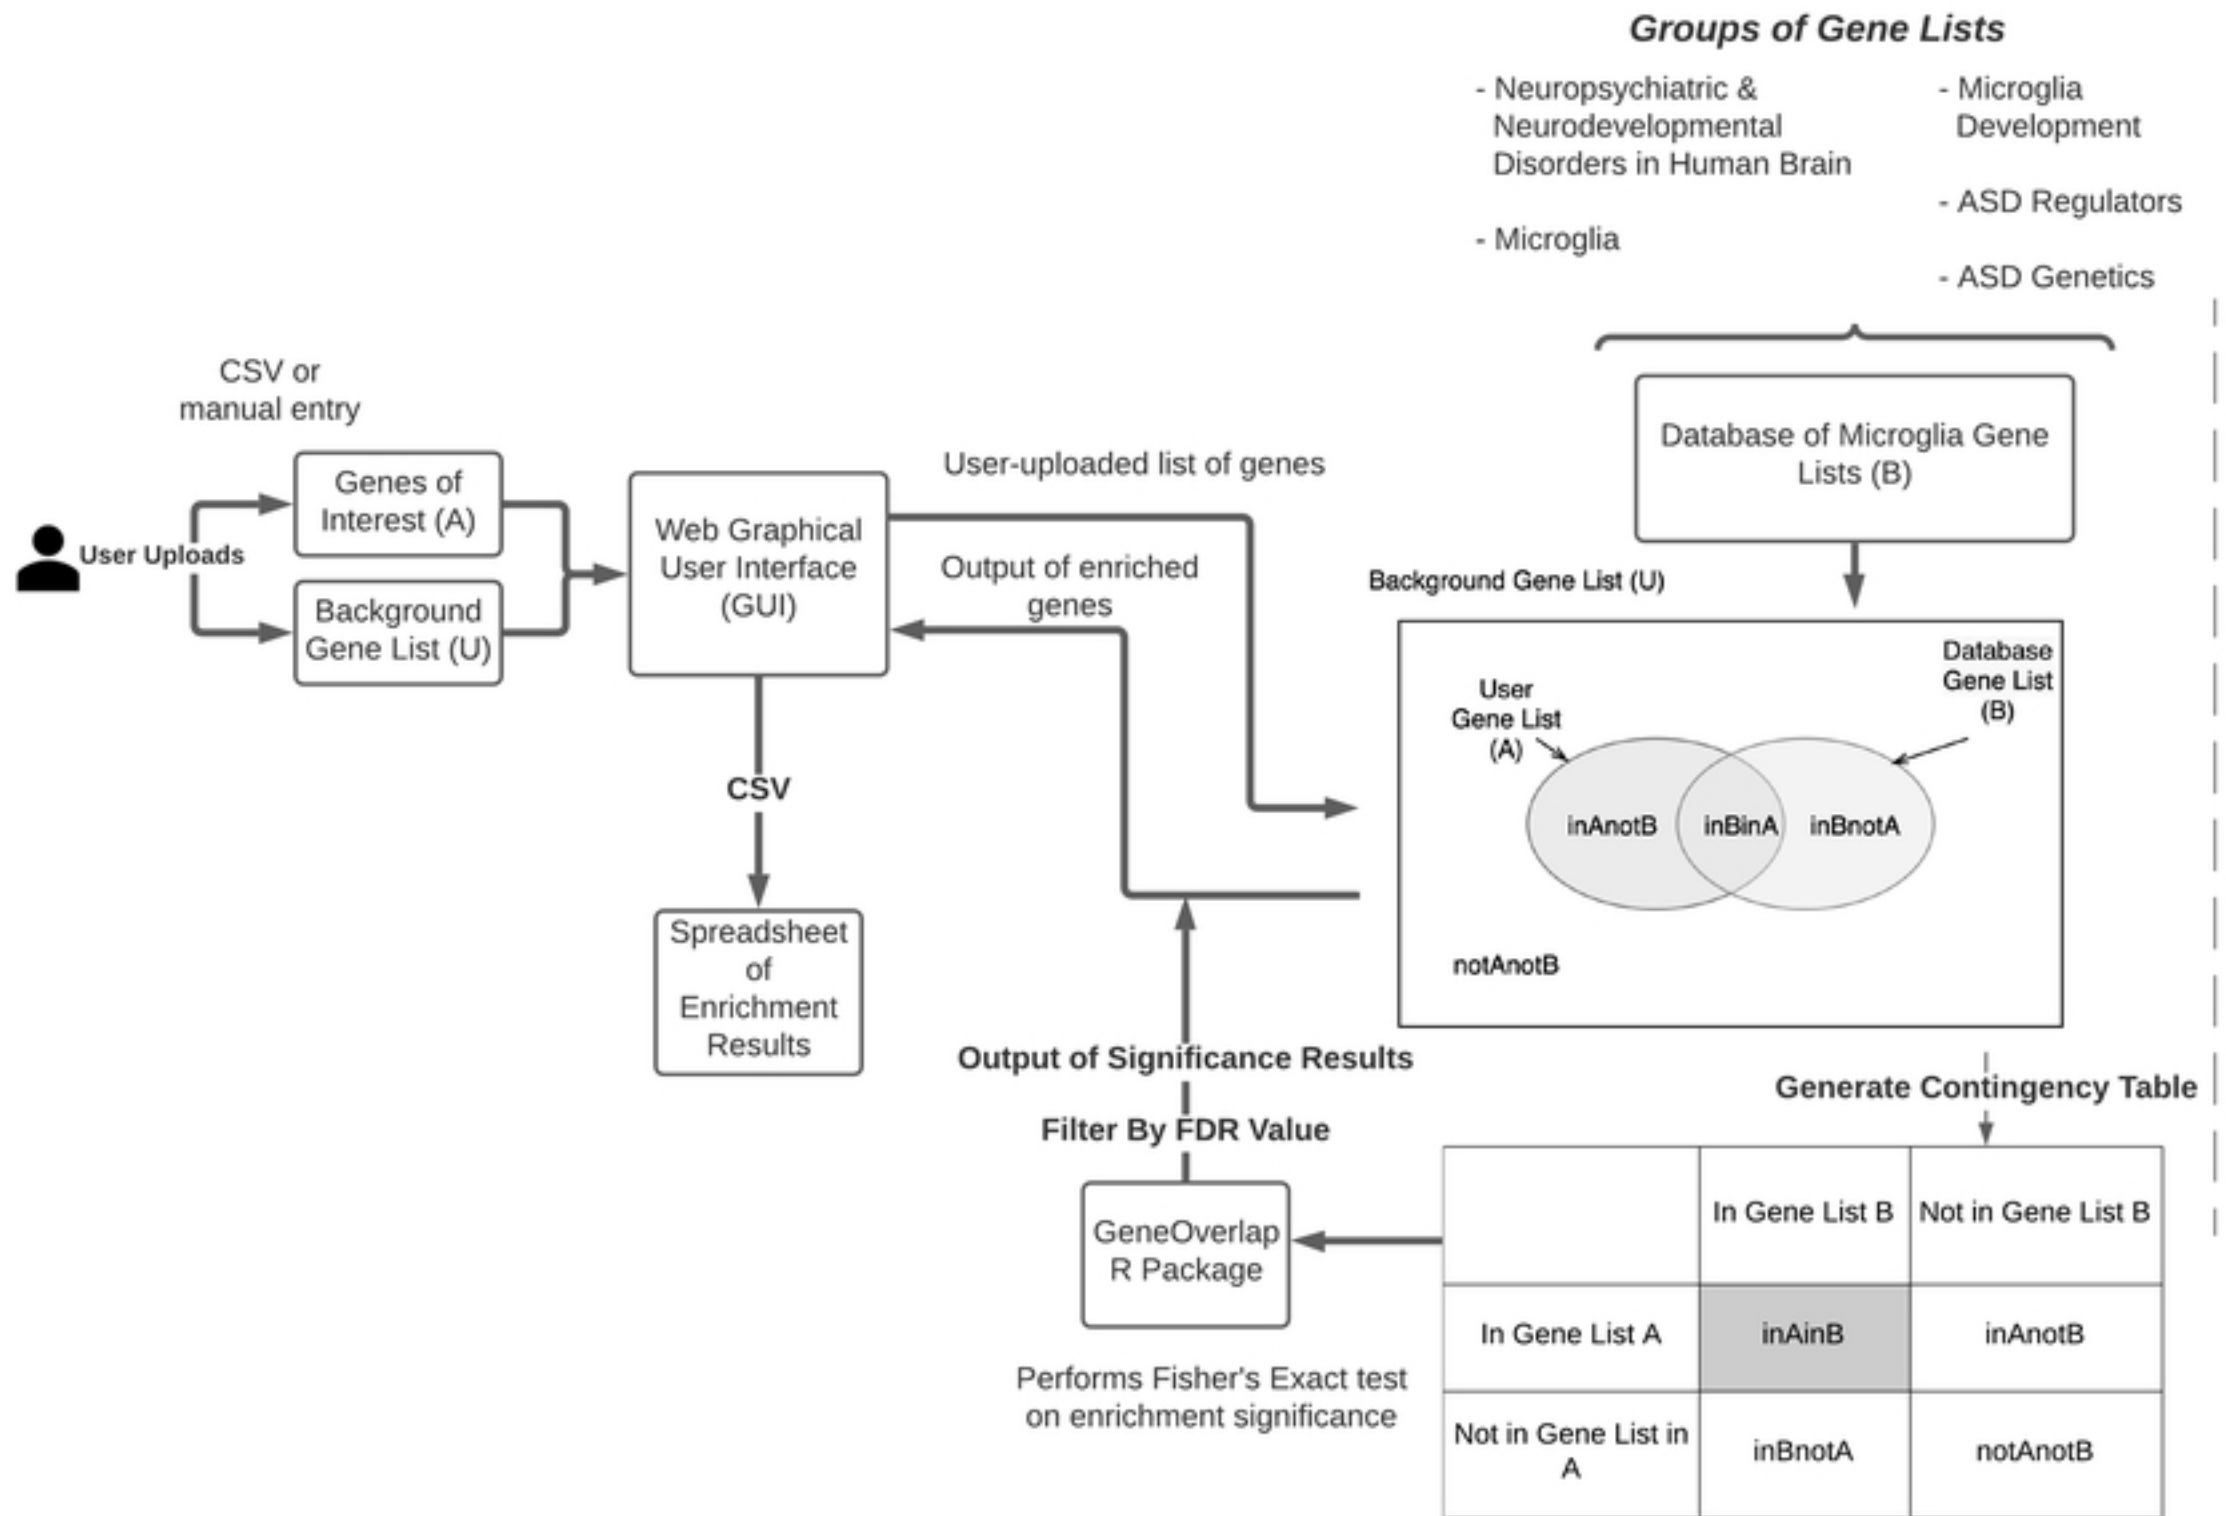 Groups of Gene Lists
- Neuropsychiatric &
Neurodevelopmental
Disorders in Human Brain
- Microglia
- Microglia
Development
- ASD Regulators
- ASD Genetics
CSV or
manual entry
User Uploads
Genes of
Interest (A)
Background
Gene List (U)
Web Graphical
User Interface
(GUI)
User-uploaded list of genes
Output of enriched
genes
CSV
Spreadsheet
of
Enrichment
Results
Database of Microglia Gene
Lists (B)
Background Gene List (U)
User
Gene List
(A)
Database
Gene List
(B)
inAnotB
inBinA
inBnotA
notAnotB
Generate Contingency Table
In Gene List B
Not in Gene List B
In Gene List A
inAinB
inAnotB
Not in Gene List in
A
inBnotA
notAnotB
Output of Significance Results
Filter By FDR Value
GeneOverlap
R Package
Performs Fisher's Exact test
on enrichment significance